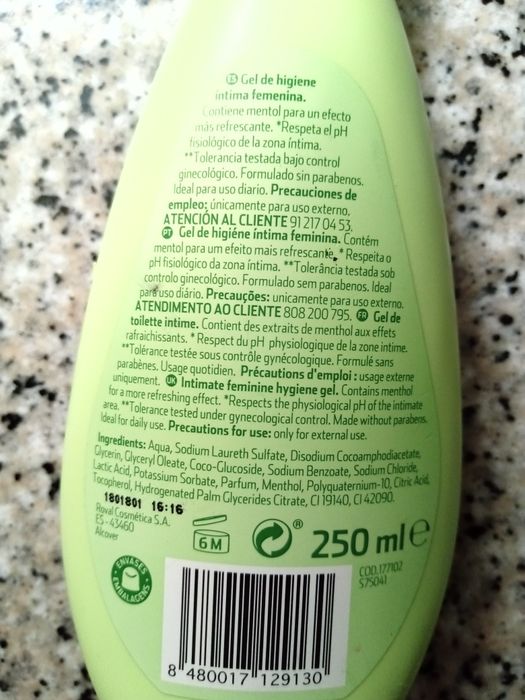 ES Gel de higiene
íntima femenina.
Contiene mentol para un efecto
más refrescante. *Respeta el pH
fisiológico de la zona íntima.
**Tolerancia testada bajo control
ginecológico. Formulado sin parabenos.
Ideal para uso diario. Precauciones de
empleo: únicamente para uso externo.
ATENCIÓN AL CLIENTE 91 217 04 53.
PT Gel de higiéne íntima feminina. Contém
mentol para um efeito mais refrescante. * Respeita o
pH fisiológico da zona íntima. **Tolerância testada sob
controlo ginecológico. Formulado sem parabenos. Ideal
para uso diário. Precauções: unicamente para uso externo.
ATENDIMENTO AO CLIENTE 808 200 795. FR Gel de
toilette intime. Contient des extraits de menthol aux effets
rafraichissants. * Respect du pH physiologique de la zone intime.
**Tolérance testée sous contrôle gynécologique. Formulé sans
parabènes. Usage quotidien. Précautions d'emploi : usage externe
uniquement. UK Intimate feminine hygiene gel. Contains menthol
for a more refreshing effect. *Respects the physiological pH of the intimate
area. **Tolerance tested under gynecological control. Made without parabens.
Ideal for daily use. Precautions for use: only for external use.
Ingredients: Aqua, Sodium Laureth Sulfate, Disodium Cocoamphodiacetate,
Glycerin, Glyceryl Oleate, Coco-Glucoside, Sodium Benzoate, Sodium Chloride,
Lactic Acid, Potassium Sorbate, Parfum, Menthol, Polyquaternium-10, Citric Acid,
Tocopherol, Hydrogenated Palm Glycerides Citrate, CI 19140, CI 42090.
1801801 16:16
Roval Cosmética S.A.
ES - 43460
Alcover
6 M
®
250 ml e
COD.177102
S75041
ENVASES
EMBALAGENS
8 480017 129130